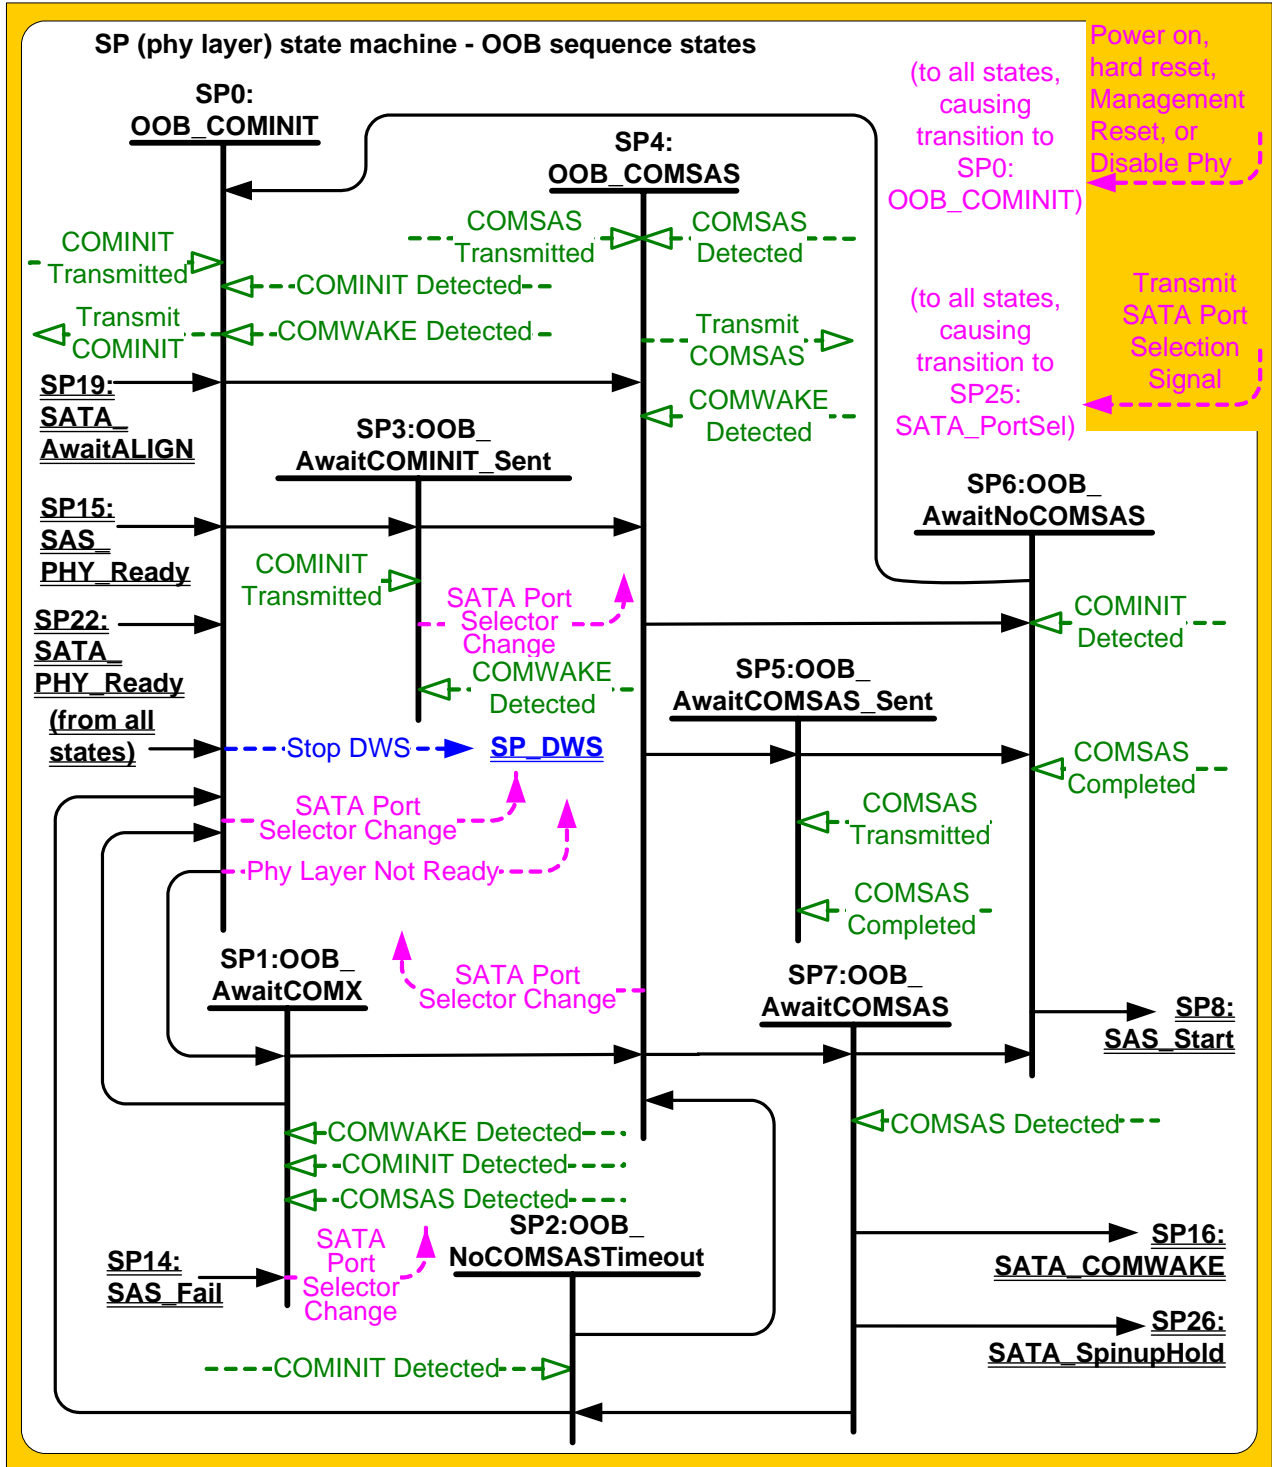 SP (phy layer) state machine - OOB sequence states
Power on,
hard reset,
Management
Reset, or
Disable Phy
(to all states,
causing
transition to
SP0:
OOB_COMINIT)
SP0:
OOB_COMINIT
SP4:
OOB_COMSAS
COMINIT
Transmitted
COMSAS
Transmitted
COMSAS
Detected
COMINIT Detected
Transmit
COMINIT
COMWAKE Detected
Transmit
COMSAS
(to all states,
causing
transition to
SP25:
SATA_PortSel)
Transmit
SATA Port
Selection
Signal
SP19:
SATA_
AwaitALIGN
COMWAKE
Detected
SP3:OOB_
AwaitCOMINIT_Sent
SP6:OOB_
AwaitNoCOMSAS
SP15:
SAS_
PHY_Ready
COMINIT
Transmitted
SATA Port
Selector
Change
COMINIT
Detected
SP22:
SATA_
PHY_Ready
COMWAKE
Detected
SP5:OOB_
AwaitCOMSAS_Sent
(from all
states)
Stop DWS
SP_DWS
COMSAS
Completed
SATA Port
Selector Change
COMSAS
Transmitted
Phy Layer Not Ready
COMSAS
Completed
SP1:OOB_
AwaitCOMX
SATA Port
Selector Change
SP7:OOB_
AwaitCOMSAS
SP8:
SAS_Start
COMWAKE Detected
COMSAS Detected
COMINIT Detected
COMSAS Detected
SP2:OOB_
NoCOMSASTimeout
SATA
Port
Selector
Change
SP14:
SAS_Fail
SP16:
SATA_COMWAKE
SP26:
SATA_SpinupHold
COMINIT Detected